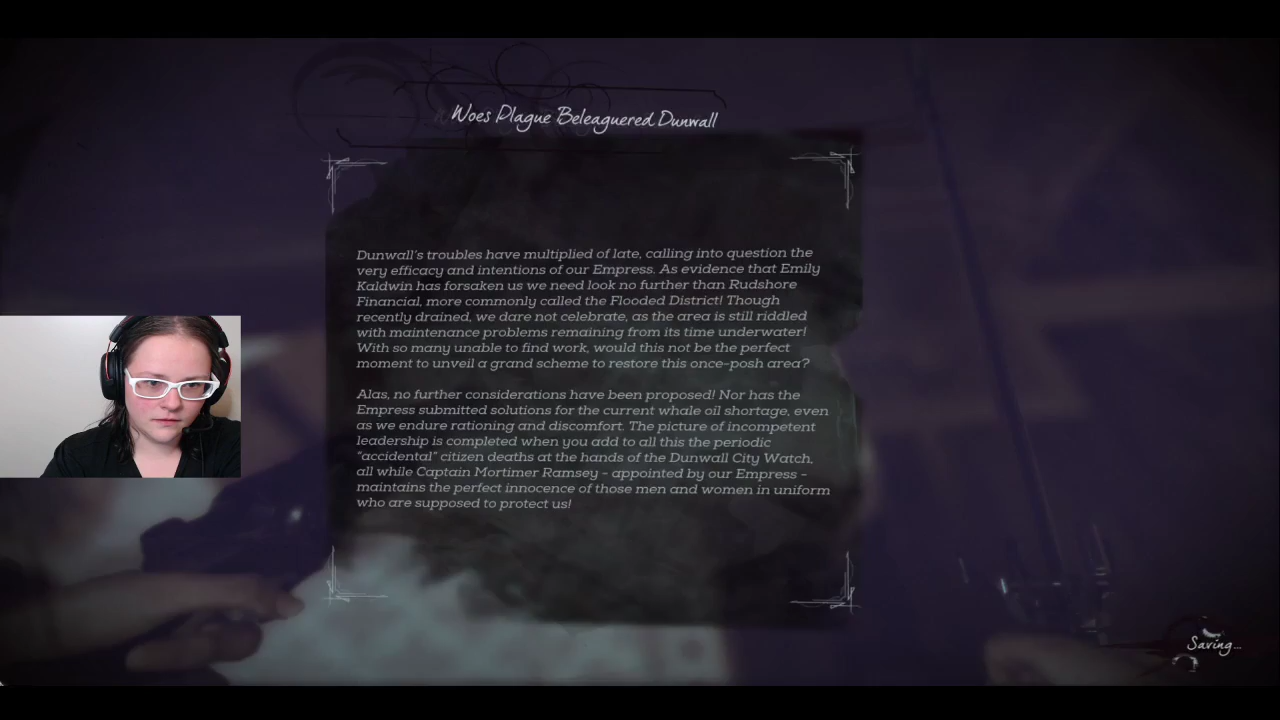 Woes Plague Beleaguered Dunwall
Dunwall's troubles have multiplied of late, calling into question the
very efficacy and intentions of our Empress. As evidence that Emily
Kaldwin has forsaken us we need look no further than Rudshore
Financial, more commonly called the Flooded District! Though
recently drained, we dare not celebrate, as the area is still riddled
with maintenance problems remaining from its time underwater!
With so many unable to find work, would this not be the perfect
moment to unveil a grand scheme to restore this once-posh area?
Alas, no further considerations have been proposed! Nor has the
Empress submitted solutions for the current whale oil shortage, even
as we endure rationing and discomfort. The picture of incompetent
leadership is completed when you add to all this the periodic
"accidental" citizen deaths at the hands of the Dunwall City Watch,
all while Captain Mortimer Ramsey - appointed by our Empress -
maintains the perfect innocence of those men and women in uniform
who are supposed to protect us!
Saving...